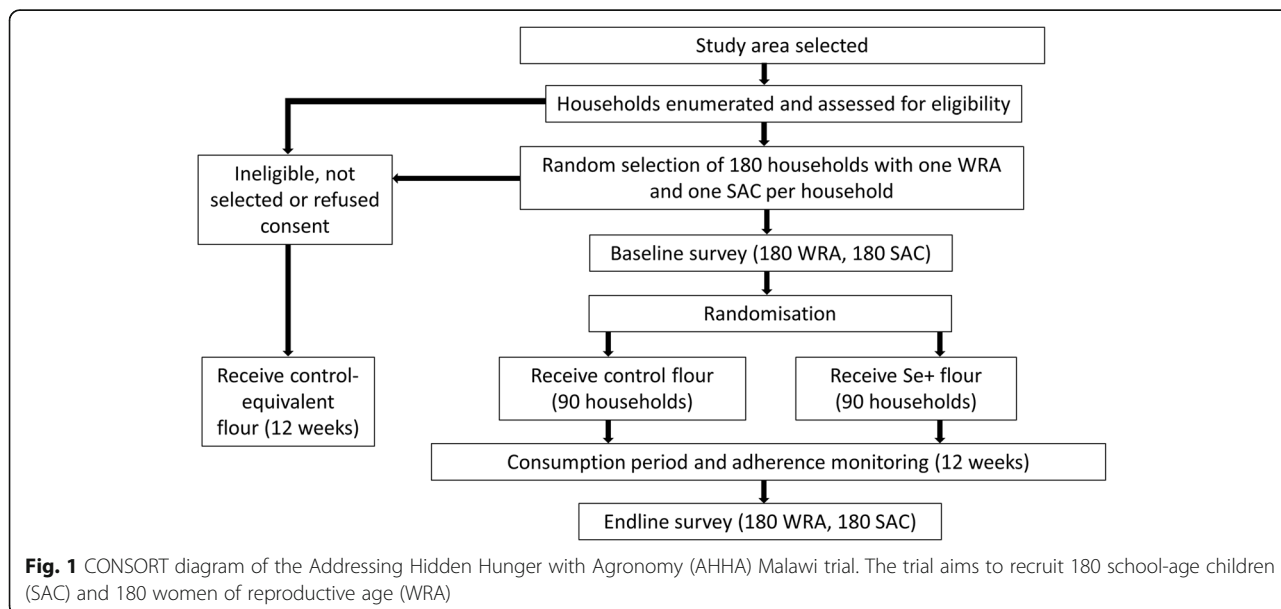 Study area selected
Households enumerated and assessed for eligibility
Ineligible, not
selected or refused
consent
Random selection of 180 households with one WRA
and one SAC per household
Baseline survey (180 WRA, 180 SAC)
Randomisation
Receive control-
equivalent
flour (12 weeks)
Receive control flour
(90 households)
Receive Se+ flour
(90 households)
Consumption period and adherence monitoring (12 weeks)
Endline survey (180 WRA, 180 SAC)
Fig. 1 CONSORT diagram of the Addressing Hidden Hunger with Agronomy (AHHA) Malawi trial. The trial aims to recruit 180 school-age children
(SAC) and 180 women of reproductive age (WRA)